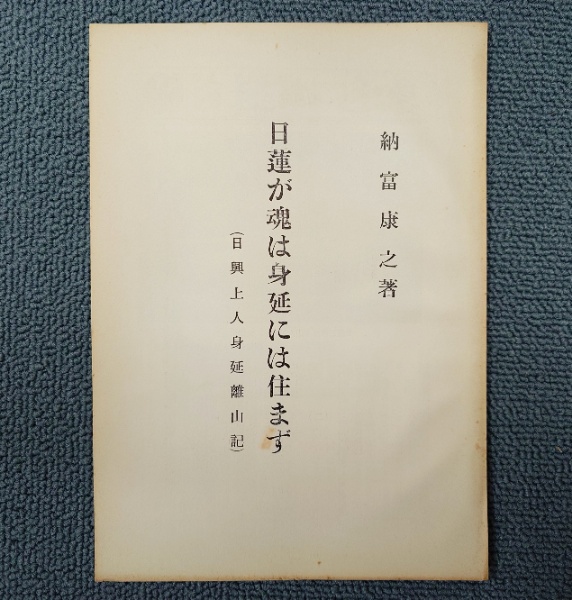 納富康之著
日蓮が魂は身延には住まず
(日興上人身延離山記)